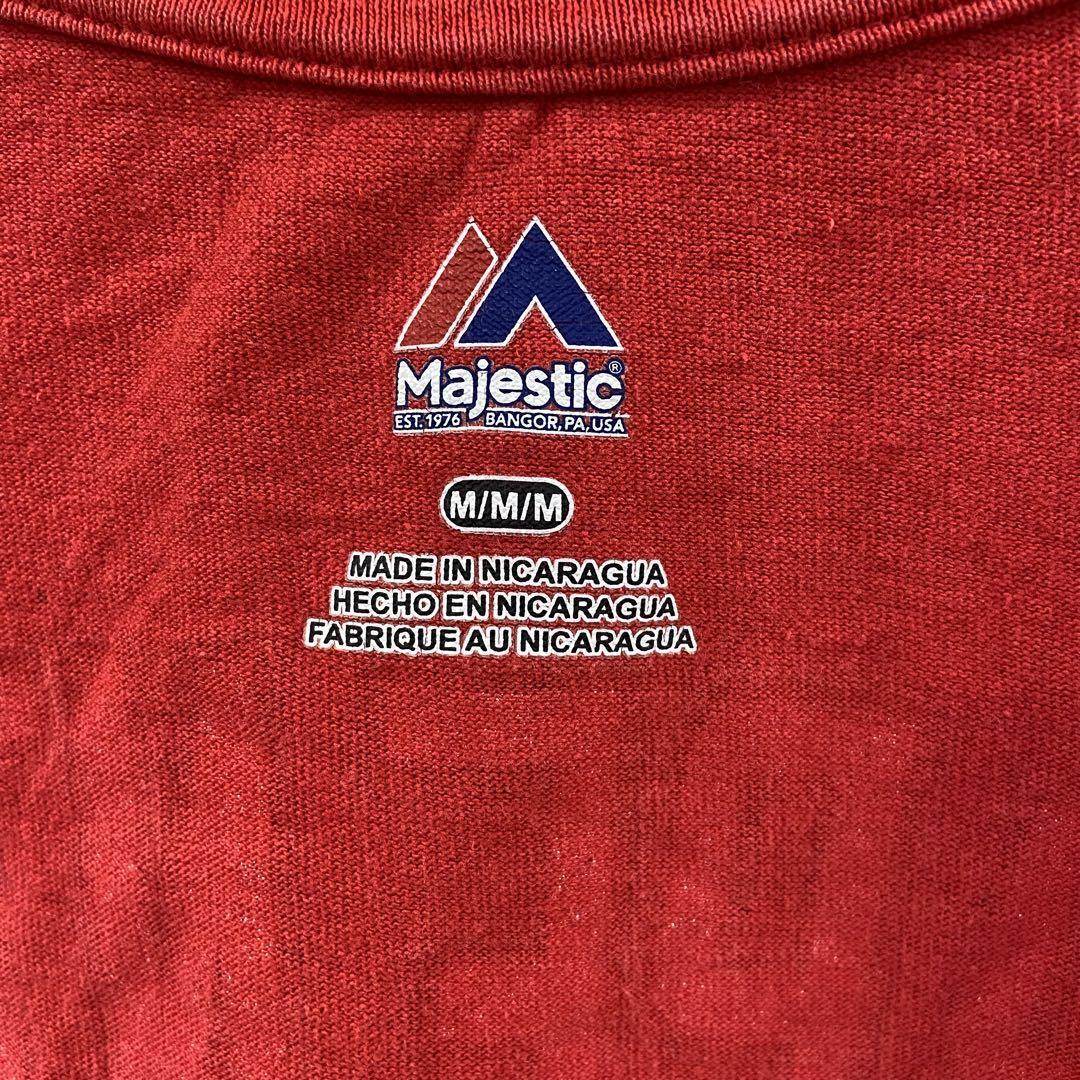 Majestic®
EST. 1976 BANGOR, PA, USA
M/M/M
MADE IN NICARAGUA
HECHO EN NICARAGUA
FABRIQUE AU NICARAGUA